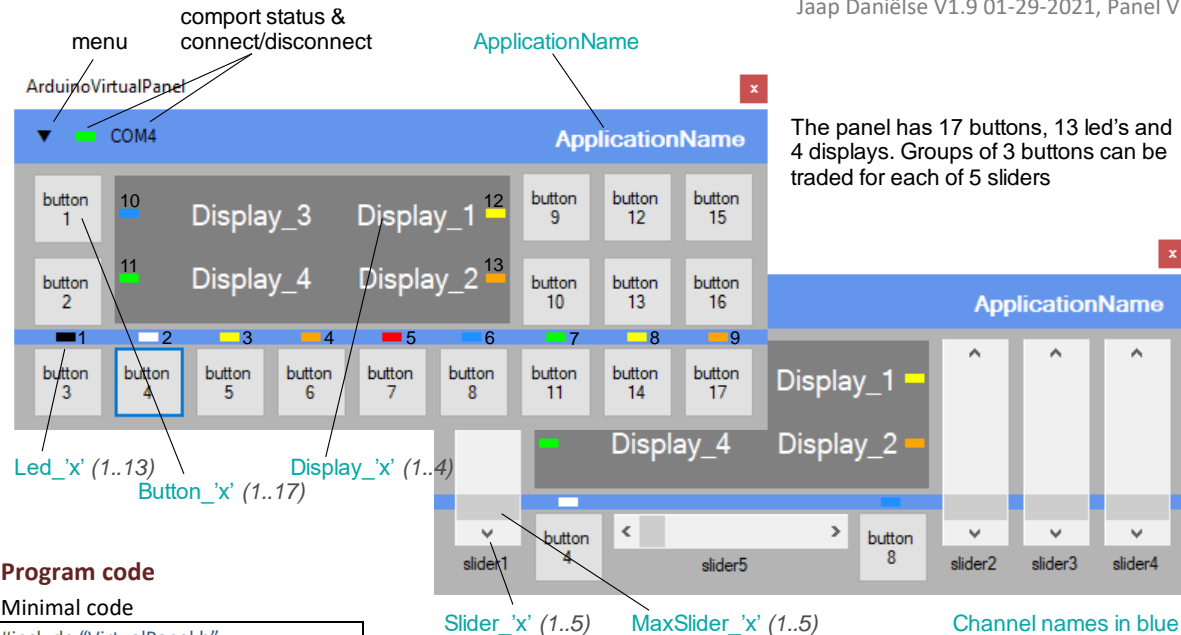 Jaap Daniëlse V1.9 01-29-2021, Panel V
comport status &
connect/disconnect
menu
ApplicationName
ArduinoVirtualPanel
x
COM4
ApplicationName
The panel has 17 buttons, 13 led's and
4 displays. Groups of 3 buttons can be
traded for each of 5 sliders
button
1
10
Display_3
Display_1
12
button
9
button
12
button
15
button
2
11
Display_4
Display_2
13
button
10
button
13
button
16
1
2
3
4
5
6
7
8
9
button
3
button
4
button
5
button
6
button
7
button
8
button
11
button
14
button
17
x
ApplicationName
Display_1
Display_4
Display_2
Led_'x' (1..13)
Display_'x' (1..4)
Button_'x' (1..17)
slider1
button
4
slider5
button
8
slider2
slider3
slider4
Slider_'x' (1..5)
MaxSlider_'x' (1..5)
Channel names in blue
Program code
Minimal code
#include "VirtualPanel.h"